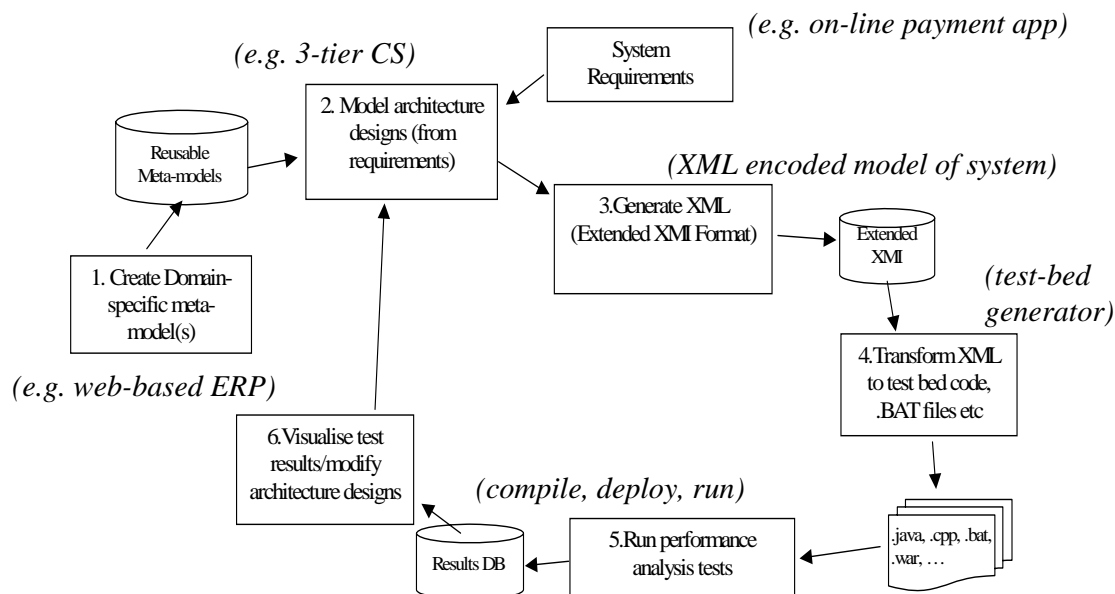 (e.g. on-line payment app)
(e.g. 3-tier CS)
System
Requirements
2. Model architecture
designs (from
requirements)
Reusable
Meta-models
(XML encoded model of system)
3.Generate XML
(Extended XMI Format)
Extended
XMI
1. Create Domain-
specific meta-
model(s)
(test-bed
generator)
(e.g. web-based ERP)
4.Transform XML
to test bed code,
.BAT files etc
6.Visualise test
results/modify
architecture designs
(compile, deploy, run)
.java, .cpp, .bat,
.war, …
5.Run performance
analysis tests
Results DB